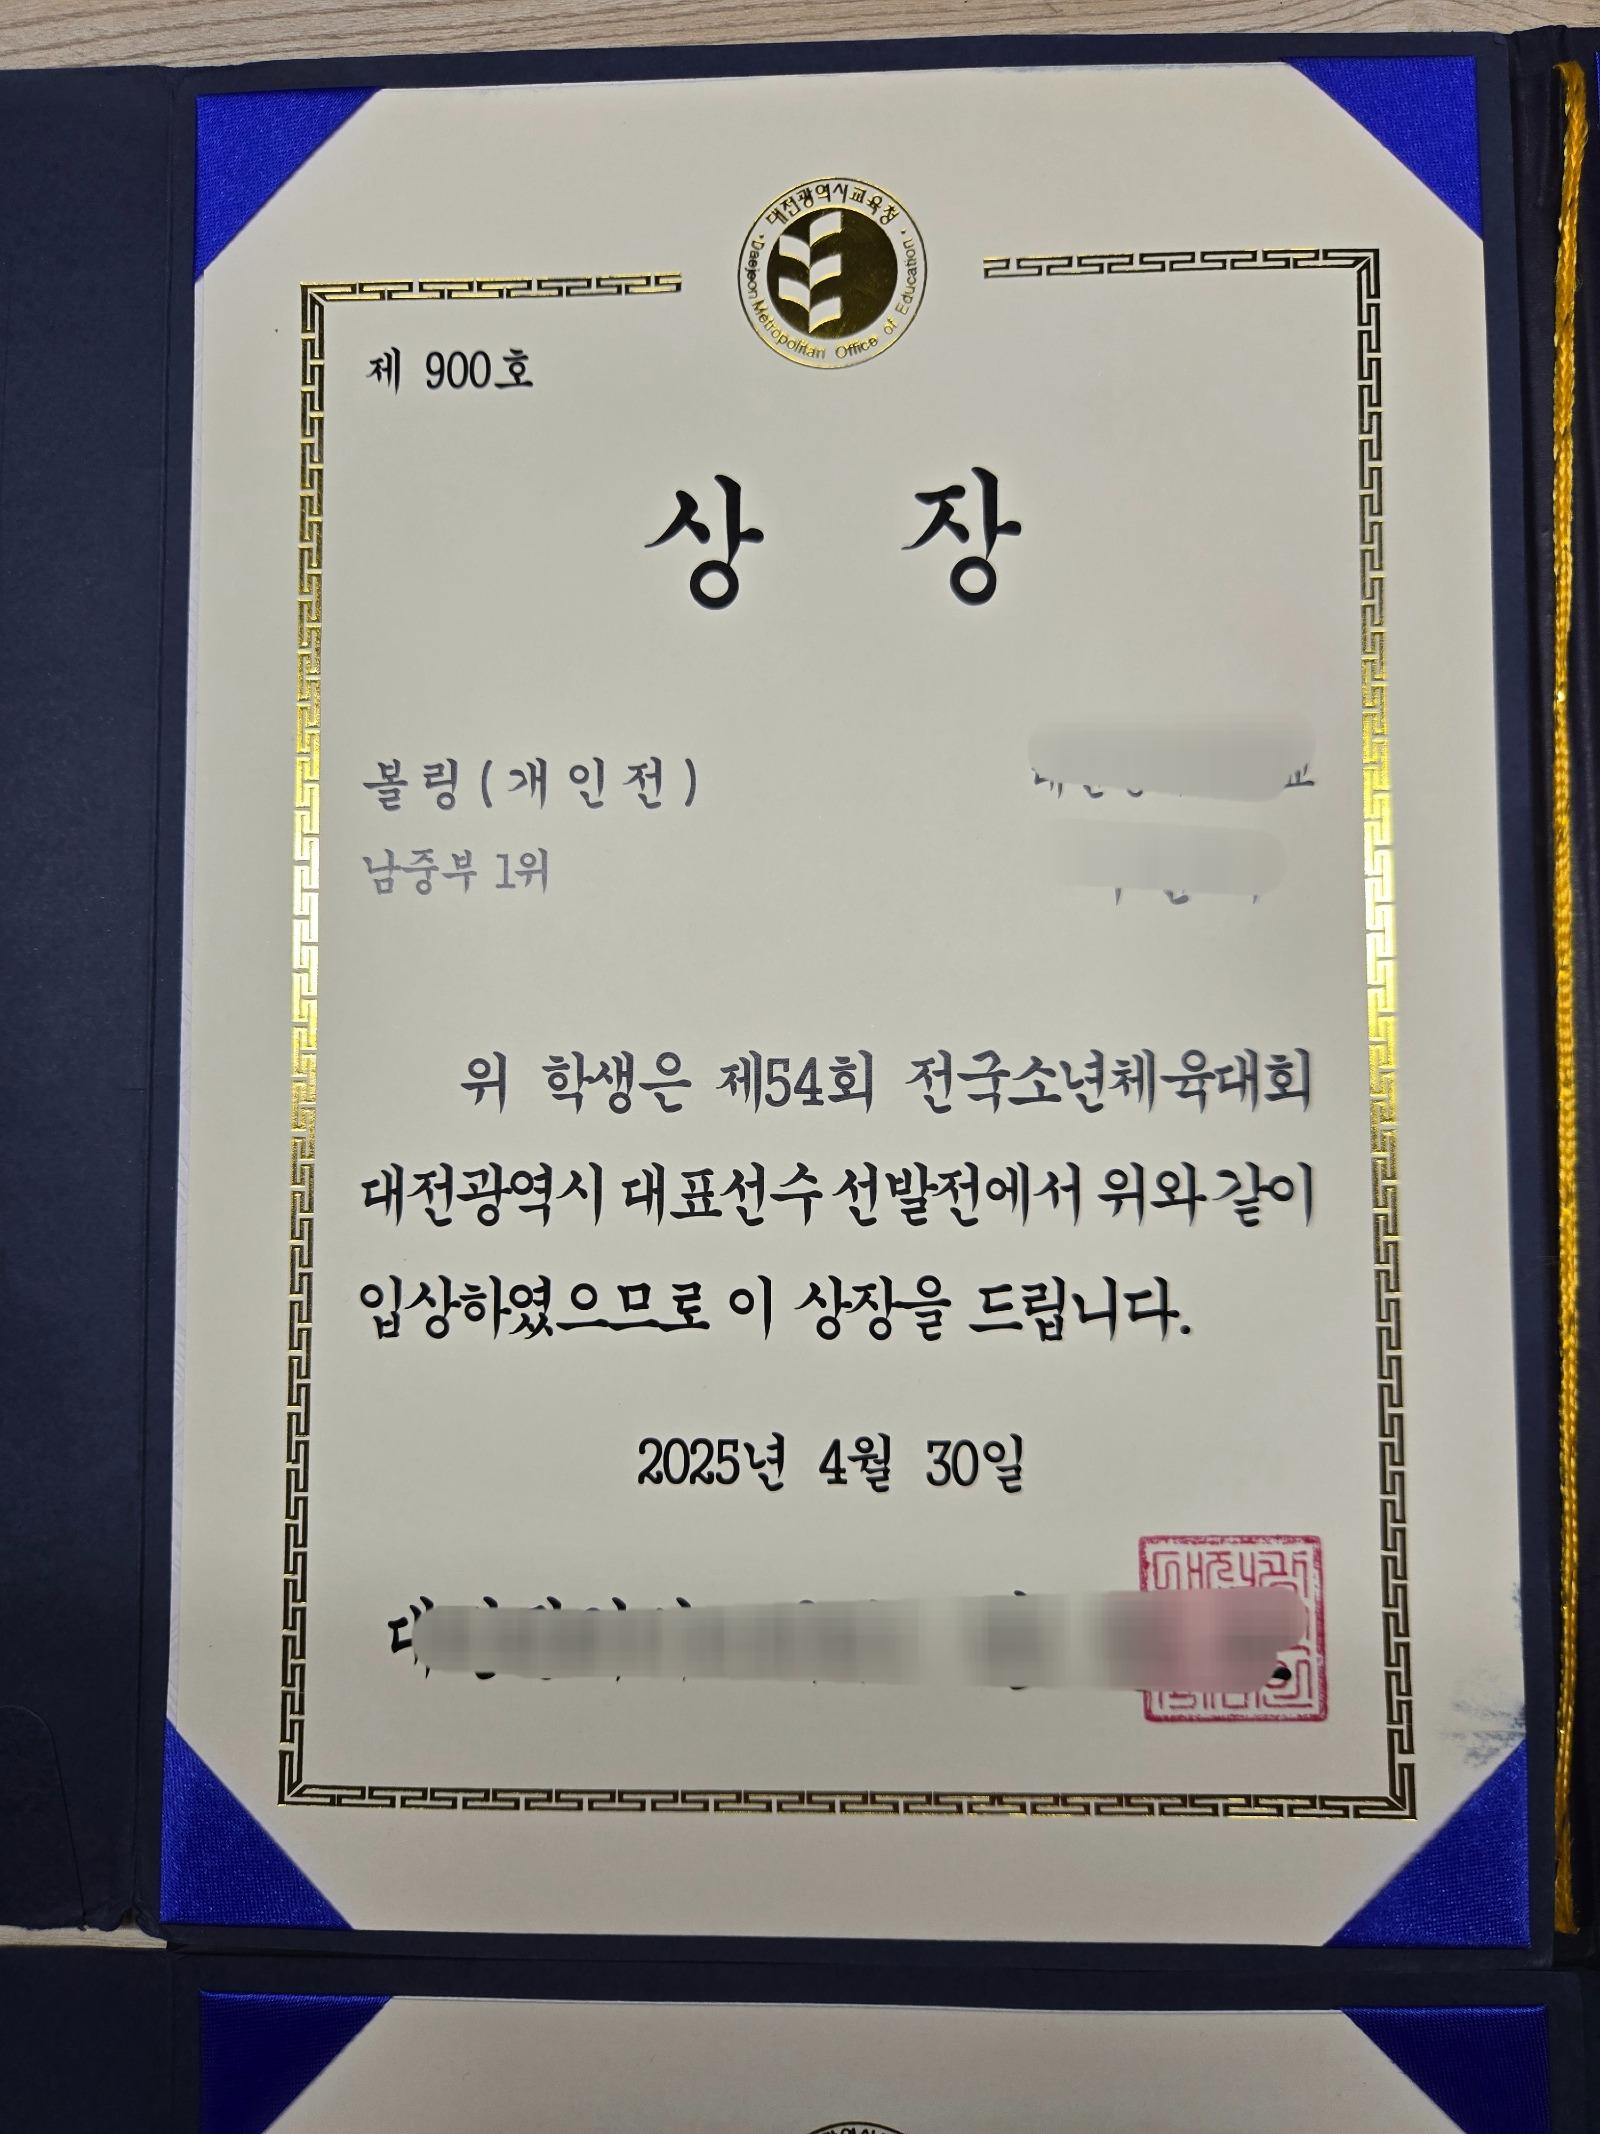 대전광역시교육청
Daejeon Metropolitan Office of Education
제 900호
상 장
볼링(개인전)
남중부 1위
위 학생은 제54회 전국소년체육대회
대전광역시 대표선수 선발전에서 위와 같이
입상하였으므로 이 상장을 드립니다.
2025년 4월 30일